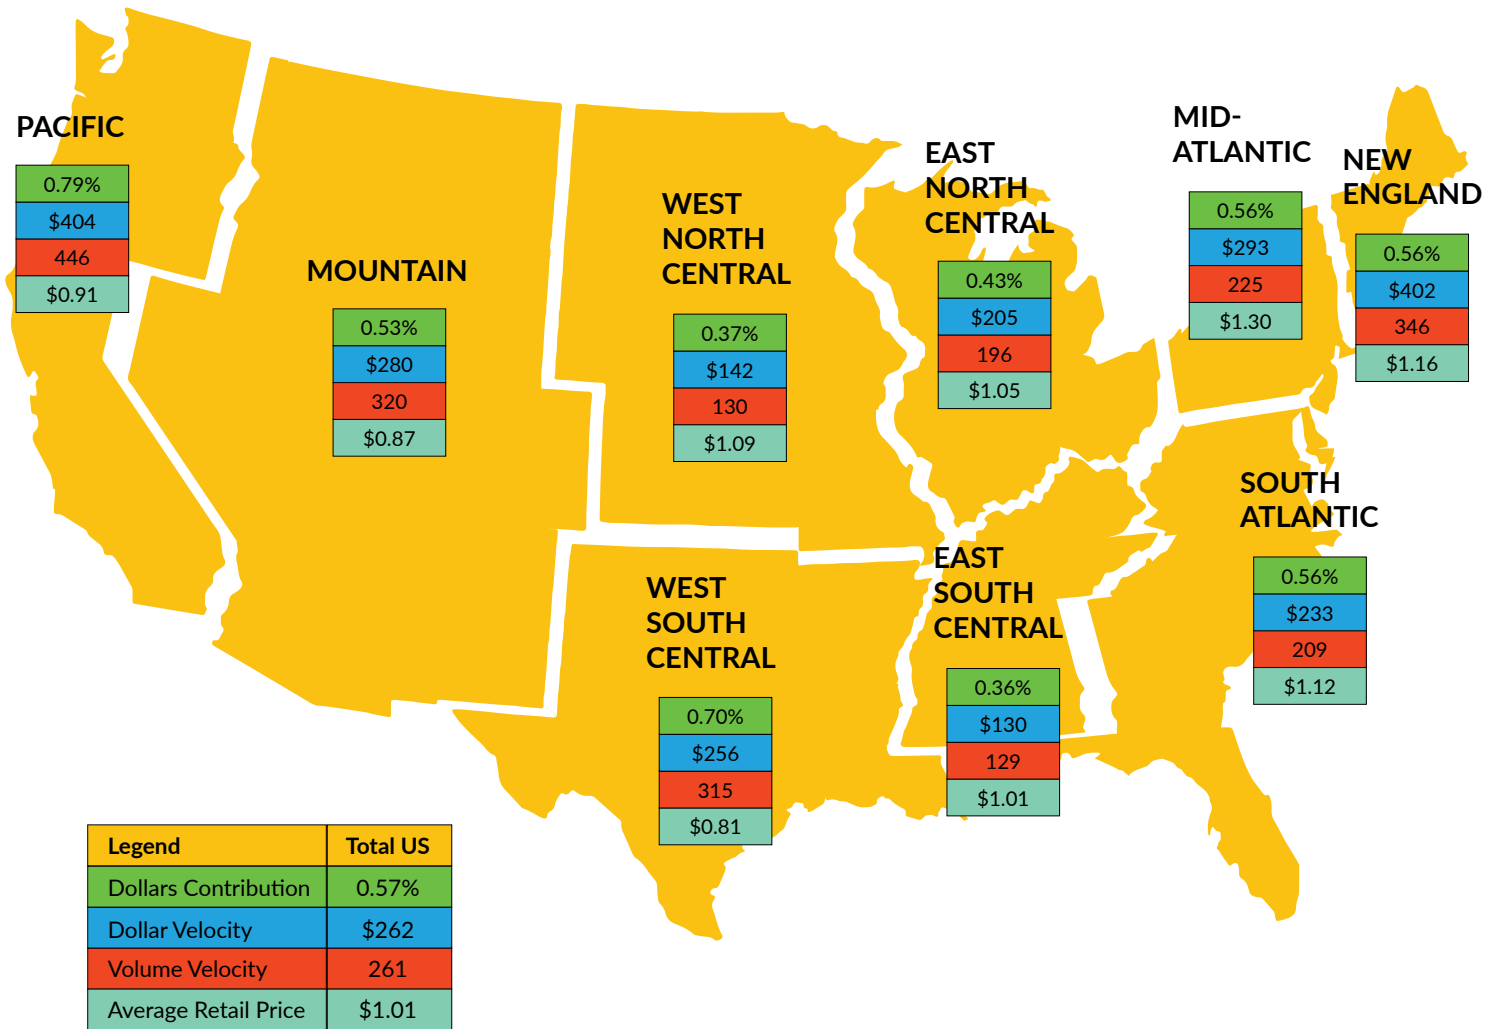 PACIFIC
0.79%
$404
446
$0.91
MOUNTAIN
0.53%
$280
320
$0.87
WEST
NORTH
CENTRAL
0.37%
$142
130
$1.09
EAST
NORTH
CENTRAL
0.43%
$205
196
$1.05
MID-
ATLANTIC
0.56%
$293
225
$1.30
NEW
ENGLAND
0.56%
$402
346
$1.16
WEST
SOUTH
CENTRAL
0.70%
$256
315
$0.81
EAST
SOUTH
CENTRAL
0.36%
$130
129
$1.01
SOUTH
ATLANTIC
0.56%
$233
209
$1.12
Legend Total US
Dollars Contribution 0.57%
Dollar Velocity $262
Volume Velocity 261
Average Retail Price $1.01